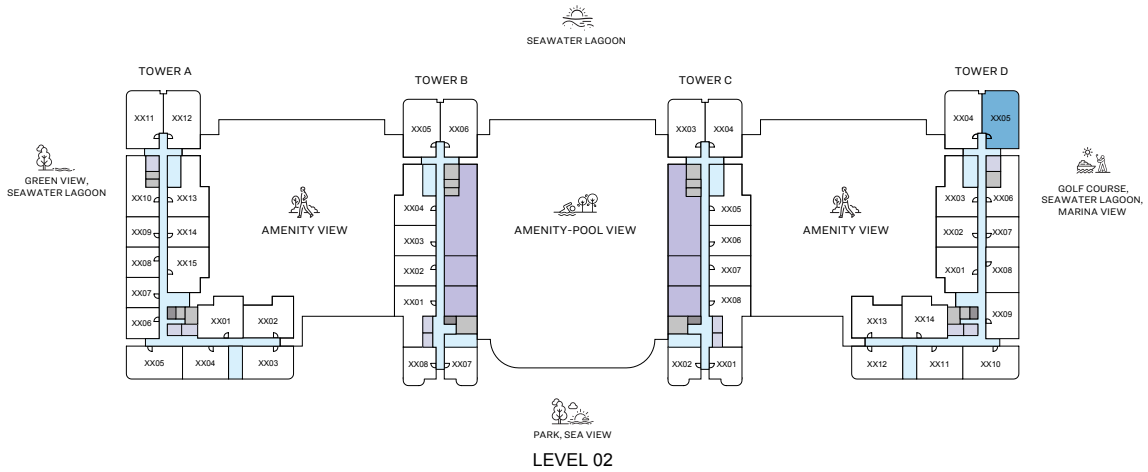 SEAWATER LAGOON
TOWER A
TOWER B
TOWER C
TOWER D
XX11
XX12
XX10
XX13
XX09
XX14
XX08
XX15
XX07
XX06
XX01
XX02
XX05
XX04
XX03
GREEN VIEW,
SEAWATER LAGOON
AMENITY VIEW
XX05
XX06
XX04
XX03
XX02
XX01
XX08
XX07
AMENITY-POOL VIEW
XX03
XX04
XX05
XX06
XX07
XX08
XX02
XX01
AMENITY VIEW
XX04
XX05
XX03
XX06
XX02
XX07
XX01
XX08
XX09
XX13
XX14
XX12
XX11
XX10
GOLF COURSE,
SEAWATER LAGOON,
MARINA VIEW
PARK, SEA VIEW
LEVEL 02